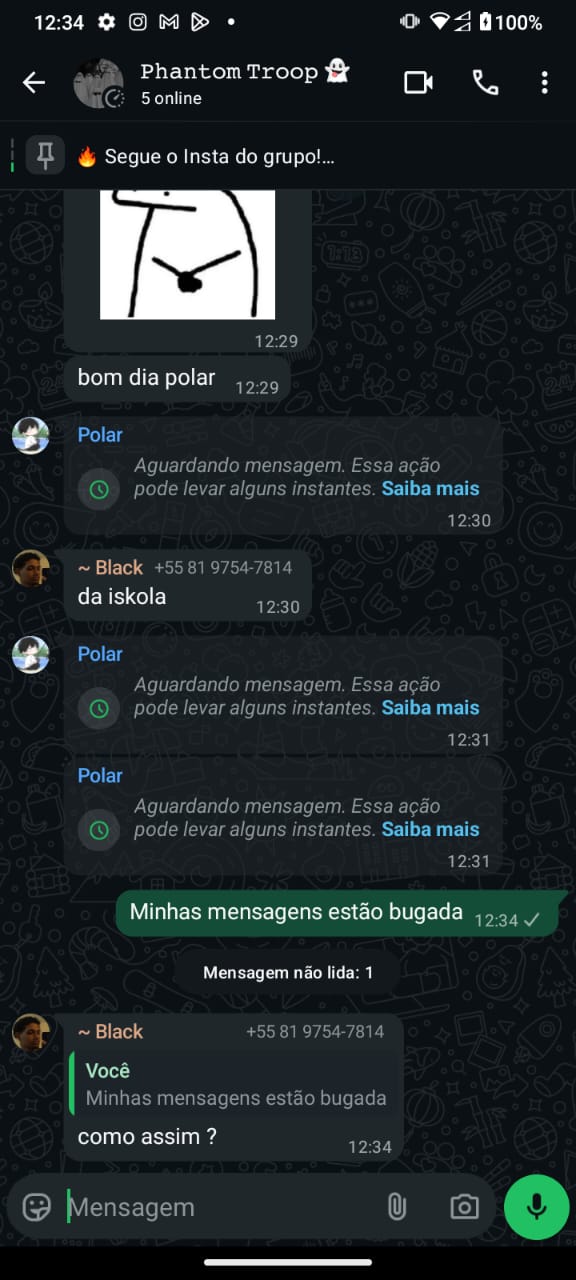 12:34
100%
Phantom Troop 👻
5 online
🔥 Segue o Insta do grupo!...
12:29
bom dia polar 12:29
Polar
Aguardando mensagem. Essa ação
pode levar alguns instantes. Saiba mais
12:30
~ Black +55 81 9754-7814
da iskola 12:30
Polar
Aguardando mensagem. Essa ação
pode levar alguns instantes. Saiba mais
12:31
Polar
Aguardando mensagem. Essa ação
pode levar alguns instantes. Saiba mais
12:31
Minhas mensagens estão bugada 12:34
Mensagem não lida: 1
~ Black +55 81 9754-7814
Você
Minhas mensagens estão bugada
como assim ? 12:34
Mensagem